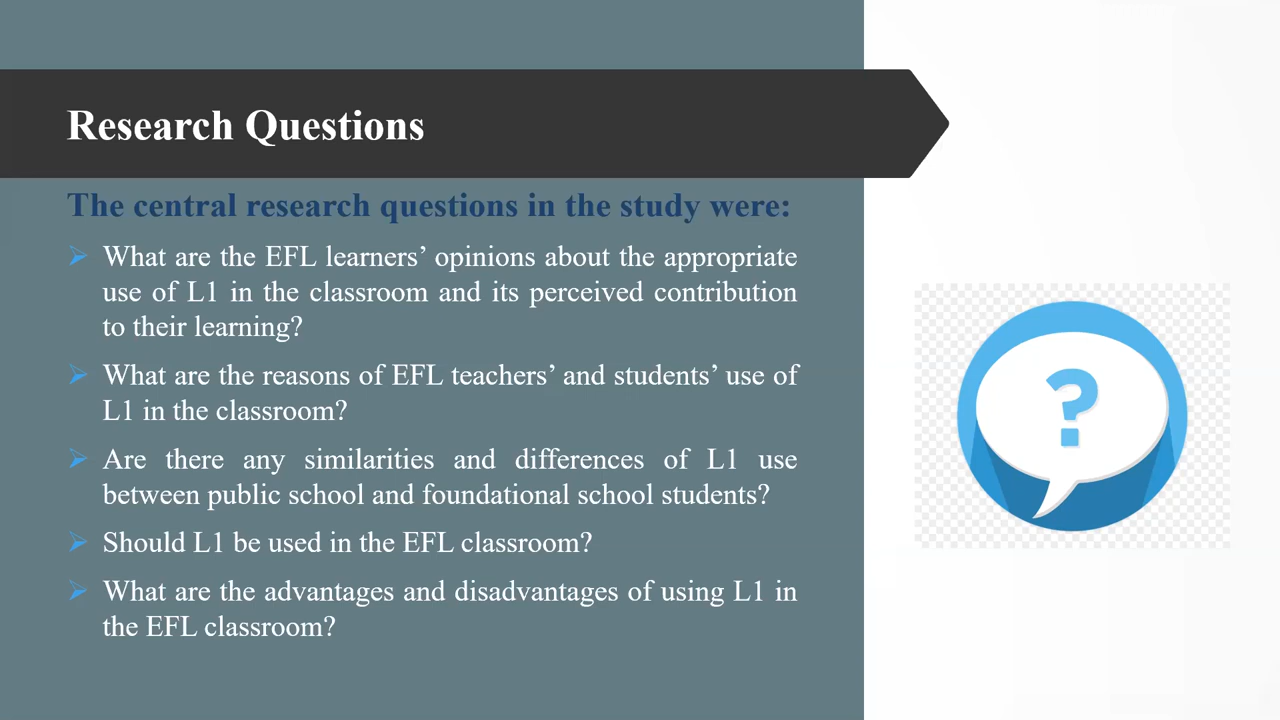 Research Questions
The central research questions in the study were:
What are the EFL learners’ opinions about the appropriate
use of L1 in the classroom and its perceived contribution
to their learning?
What are the reasons of EFL teachers’ and students’ use of
L1 in the classroom?
Are there any similarities and differences of L1 use
between public school and foundational school students?
Should L1 be used in the EFL classroom?
What are the advantages and disadvantages of using L1 in
the EFL classroom?
?